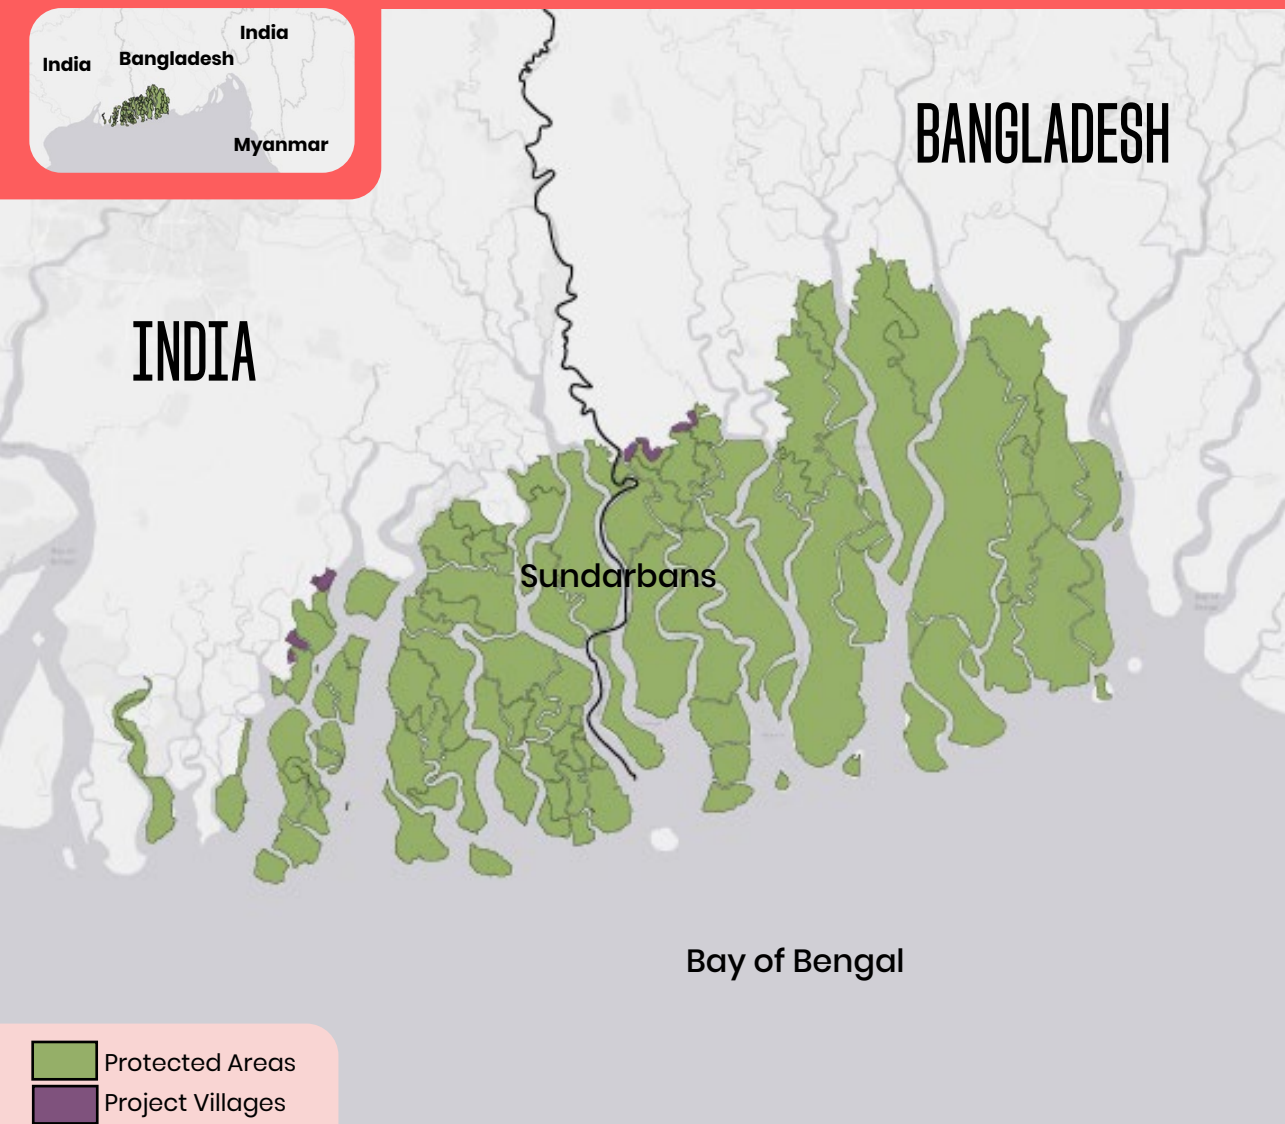 India
India
Bangladesh
Myanmar
BANGLADESH
INDIA
Sundarbans
Bay of Bengal
Protected Areas
Project Villages